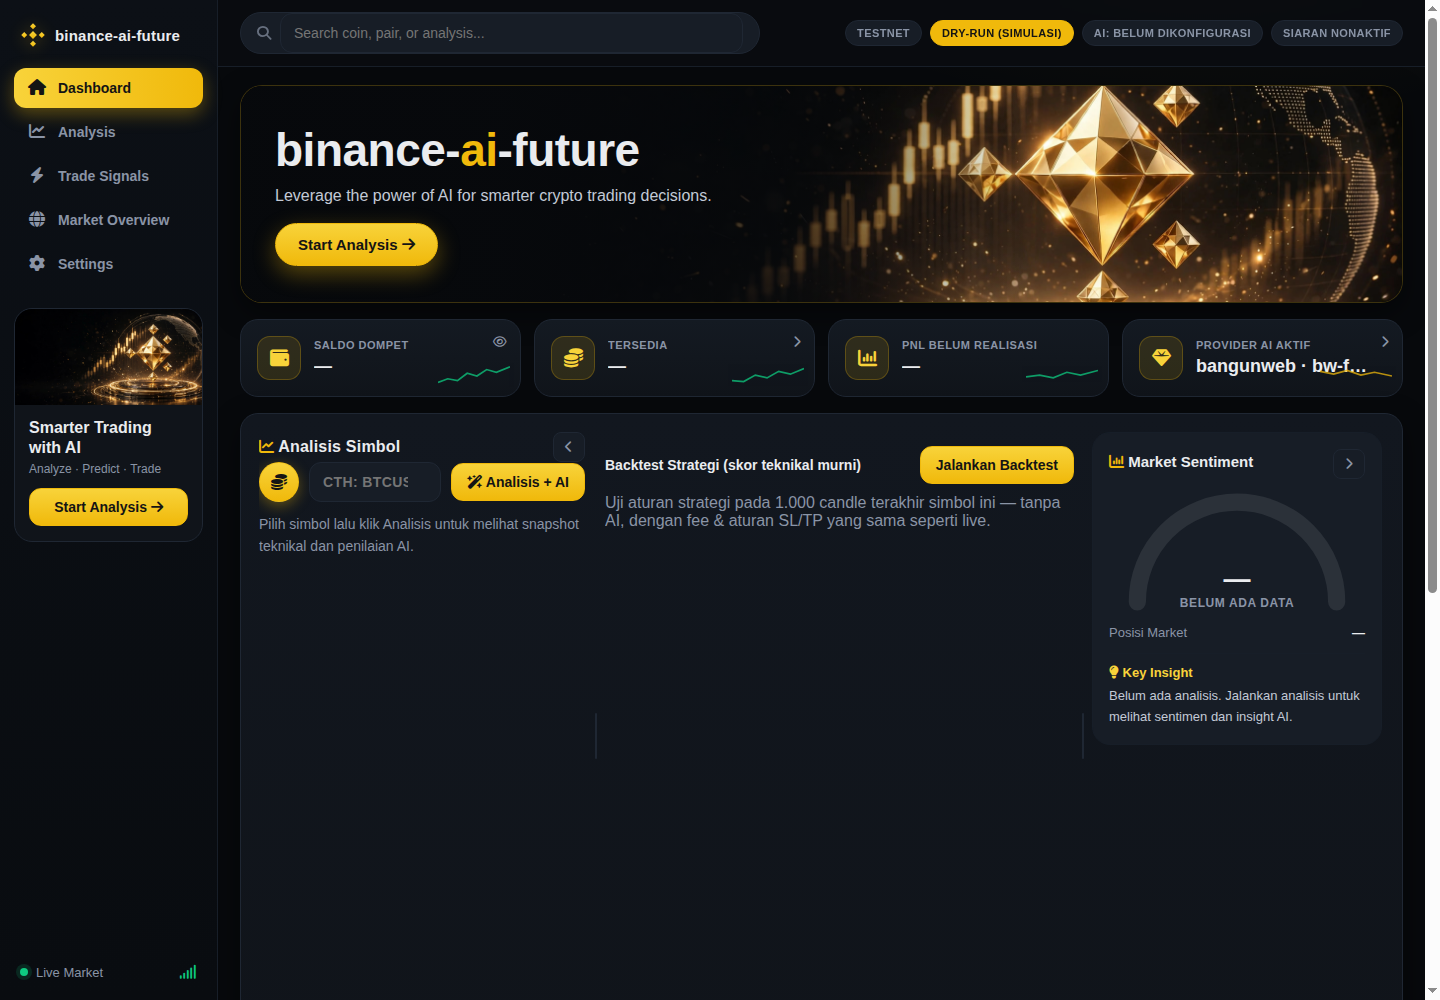 binance-ai-future
Dashboard
Analysis
Trade Signals
Market Overview
Settings
Smarter Trading
with AI
Analyze · Predict · Trade
Start Analysis →
Live Market
Search coin, pair, or analysis...
TESTNET
DRY-RUN (SIMULASI)
AI: BELUM DIKONFIGURASI
SIARAN NONAKTIF
binance-ai-future
Leverage the power of AI for smarter crypto trading decisions.
Start Analysis →
SALDO DOMPET
—
TERSEDIA
—
PNL BELUM REALISASI
—
PROVIDER AI AKTIF
bangunweb · bw-f…
Analisis Simbol
CTH: BTCUS
Analisis + AI
Pilih simbol lalu klik Analisis untuk melihat snapshot
teknikal dan penilaian AI.
Backtest Strategi (skor teknikal murni)
Jalankan Backtest
Uji aturan strategi pada 1.000 candle terakhir simbol ini — tanpa
AI, dengan fee & aturan SL/TP yang sama seperti live.
Market Sentiment
—
BELUM ADA DATA
Posisi Market —
Key Insight
Belum ada analisis. Jalankan analisis untuk
melihat sentimen dan insight AI.